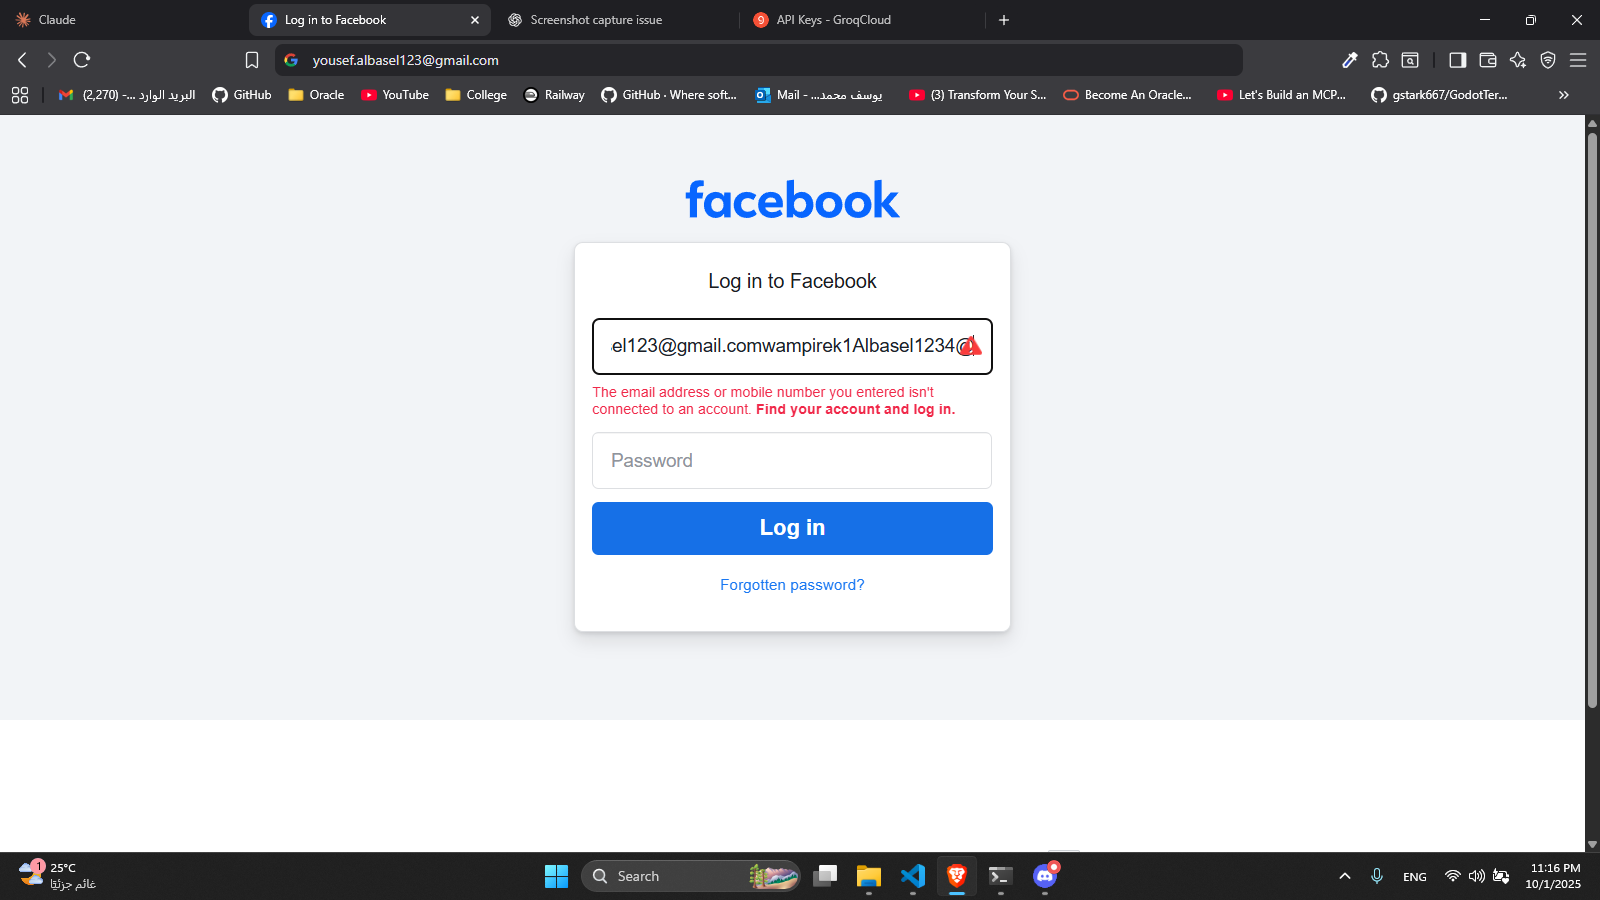 Claude
Log in to Facebook
Screenshot capture issue
API Keys - GroqCloud
yousef.albasel123@gmail.com
(2,270) -... البريد الوارد
GitHub
Oracle
YouTube
College
Railway
GitHub · Where soft...
Mail - ...يوسف محمد
(3) Transform Your S...
Become An Oracle...
Let's Build an MCP...
gstark667/GodotTer...
facebook
Log in to Facebook
el123@gmail.comwampirek1Albasel1234@
The email address or mobile number you entered isn't
connected to an account. Find your account and log in.
Password
Log in
Forgotten password?
1
25°C
غائم جزئيًا
Search
ENG
11:16 PM
10/1/2025